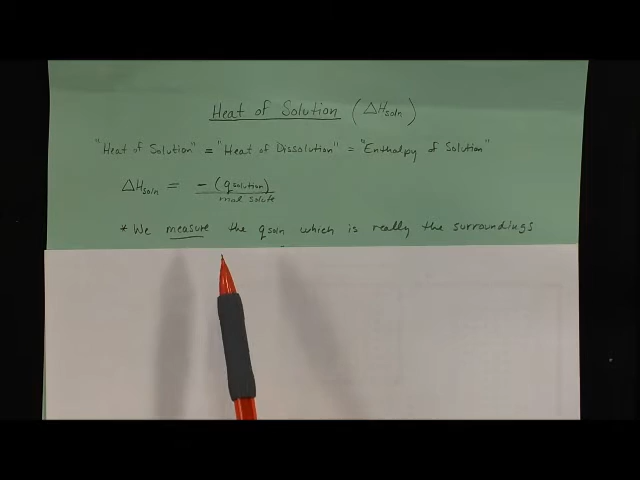 Heat of Solution (ΔHsoln)
"Heat of Solution" = "Heat of Dissolution" = "Enthalpy of Solution"
ΔHsoln = -(qsolution)
mol solute
* We measure the qsoln which is really the surroundings